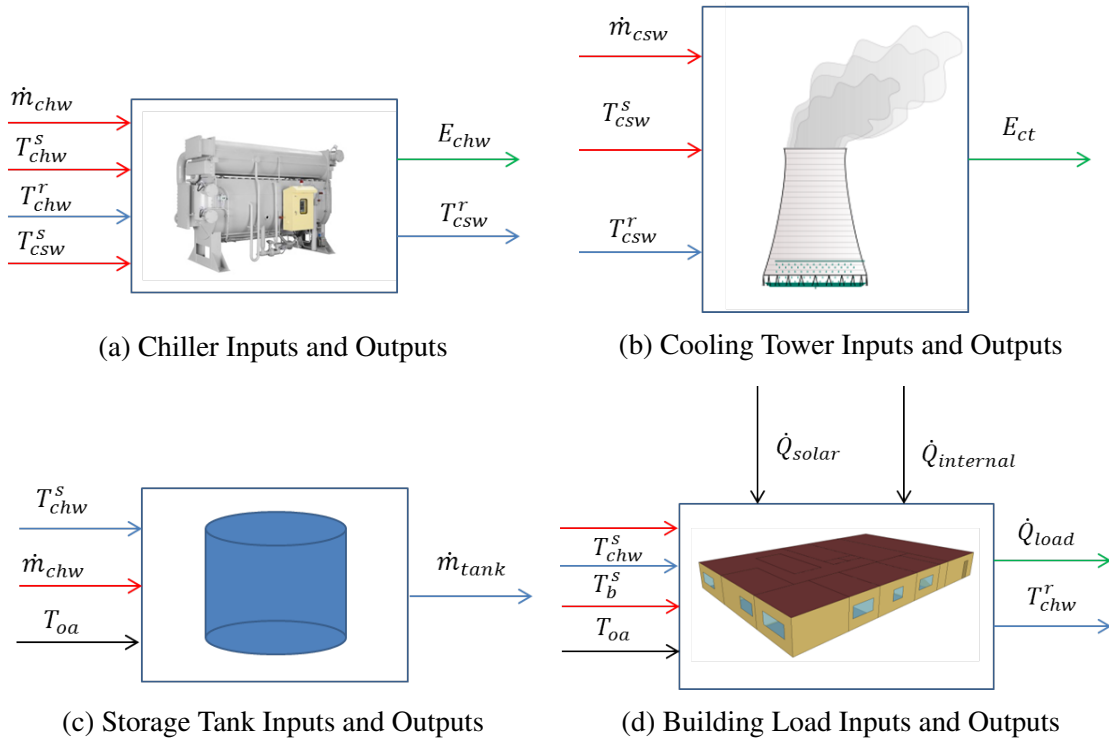 ṁ_chw
T^s_chw
T^r_chw
T^s_csw
E_chw
T^r_csw
(a) Chiller Inputs and Outputs
ṁ_csw
T^s_csw
T^r_csw
E_ct
(b) Cooling Tower Inputs and Outputs
T^s_chw
ṁ_chw
T_oa
ṁ_tank
(c) Storage Tank Inputs and Outputs
Q̇_solar
Q̇_internal
T^s_chw
T^s_b
T_oa
Q̇_load
T^r_chw
(d) Building Load Inputs and Outputs